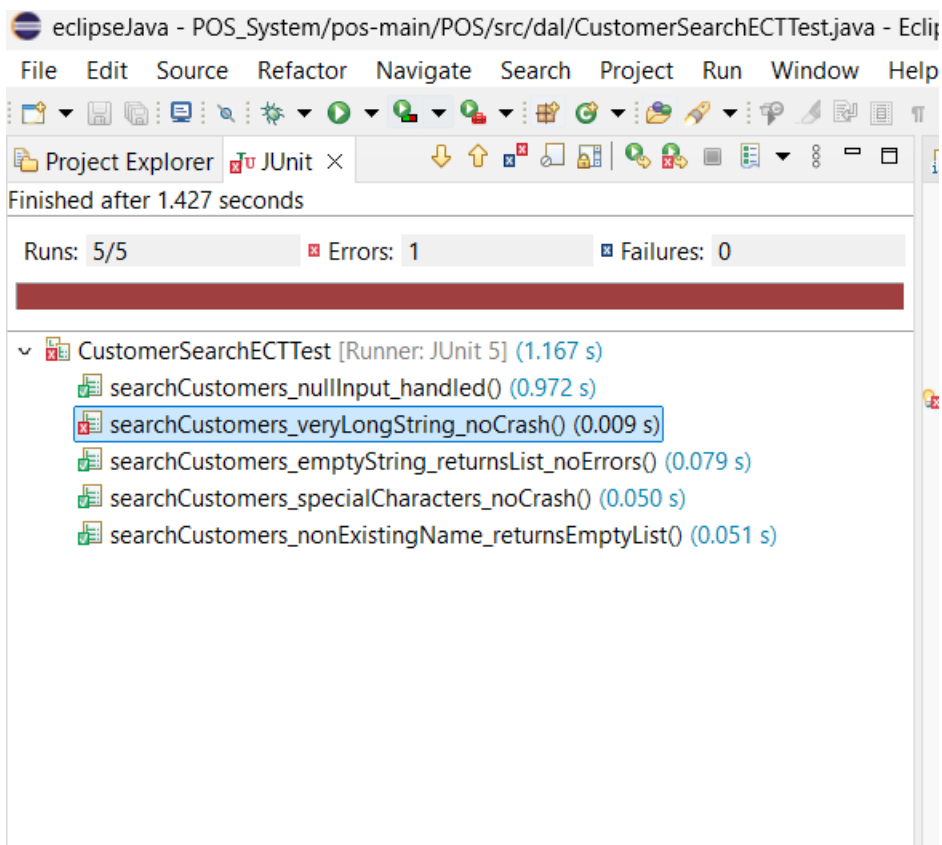 eclipseJava - POS_System/pos-main/POS/src/dal/CustomerSearchECTTest.java - Eclip
File Edit Source Refactor Navigate Search Project Run Window Help
Project Explorer JUnit
Finished after 1.427 seconds
Runs: 5/5 Errors: 1 Failures: 0
CustomerSearchECTTest [Runner: JUnit 5] (1.167 s)
searchCustomers_nullInput_handled() (0.972 s)
searchCustomers_veryLongString_noCrash() (0.009 s)
searchCustomers_emptyString_returnsList_noErrors() (0.079 s)
searchCustomers_specialCharacters_noCrash() (0.050 s)
searchCustomers_nonExistingName_returnsEmptyList() (0.051 s)